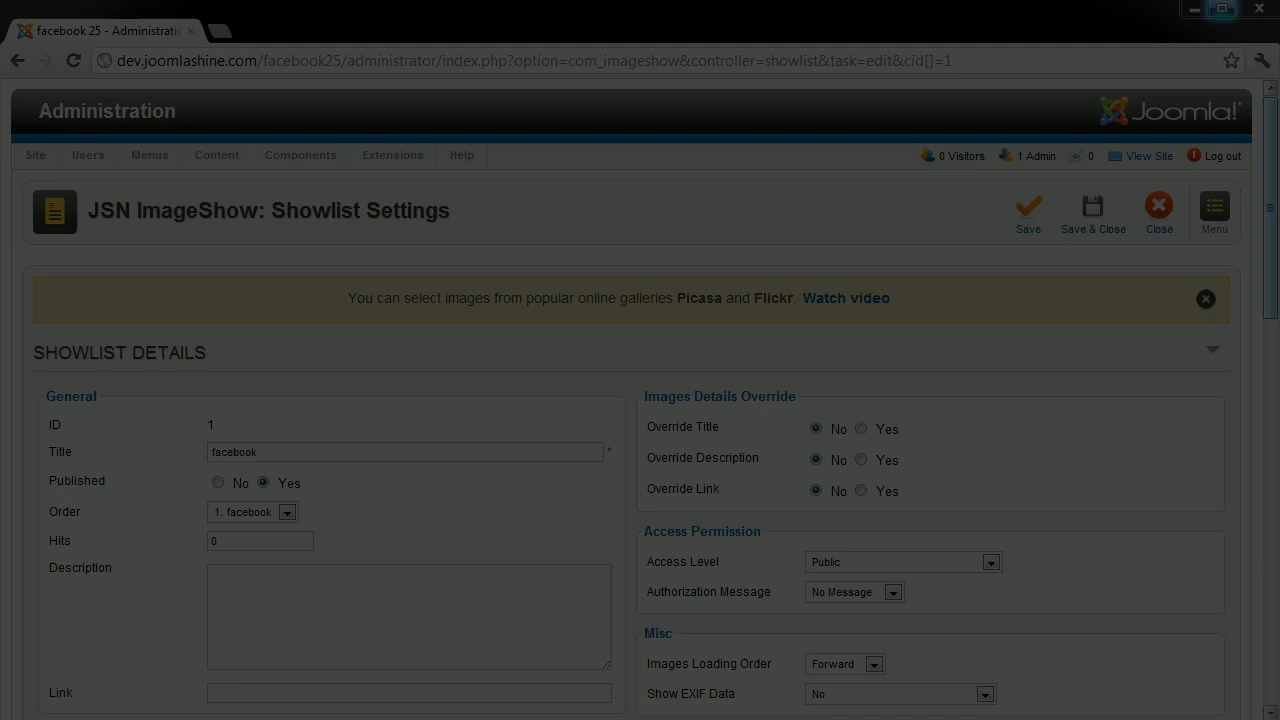 facebook 25 - Administratic
dev.joomlashine.com/facebook25/administrator/index.php?option=com_imageshow&controller=showlist&task=edit&cid[]=1
Administration
Joomla!
Site Users Menus Content Components Extensions Help
0 Visitors 1 Admin 0 View Site Log out
JSN ImageShow: Showlist Settings
Save Save & Close Close Menu
You can select images from popular online galleries Picasa and Flickr. Watch video
SHOWLIST DETAILS
General
ID 1
Title facebook *
Published No Yes
Order 1. facebook
Hits 0
Description
Link
Images Details Override
Override Title No Yes
Override Description No Yes
Override Link No Yes
Access Permission
Access Level Public
Authorization Message No Message
Misc
Images Loading Order Forward
Show EXIF Data No